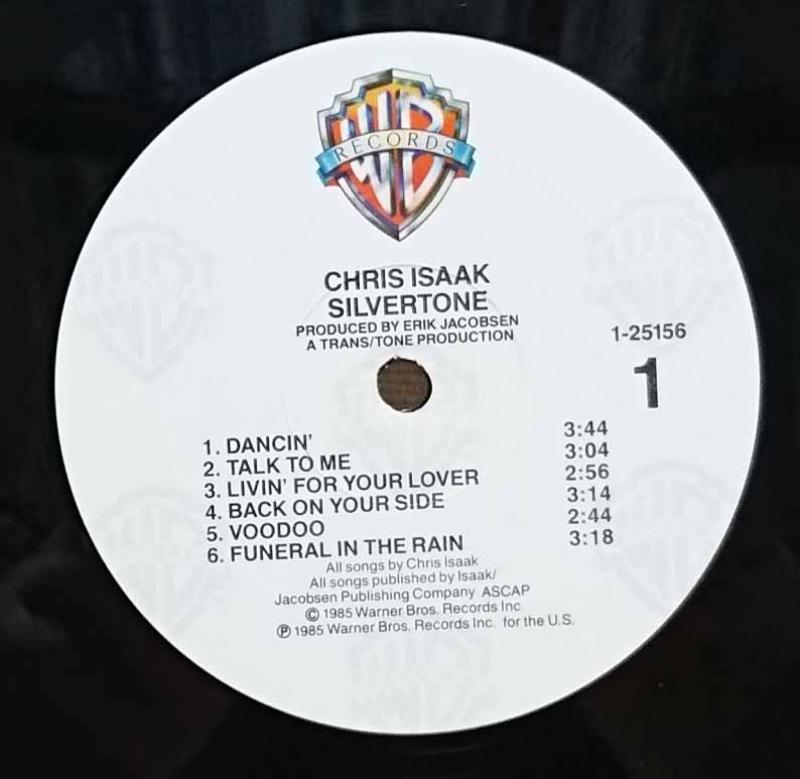 WB
RECORDS
CHRIS ISAAK
SILVERTONE
PRODUCED BY ERIK JACOBSEN
A TRANS/TONE PRODUCTION
1-25156
1
1. DANCIN' 3:44
2. TALK TO ME 3:04
3. LIVIN' FOR YOUR LOVER 2:56
4. BACK ON YOUR SIDE 3:14
5. VOODOO 2:44
6. FUNERAL IN THE RAIN 3:18
All songs by Chris Isaak
All songs published by Isaak/
Jacobsen Publishing Company ASCAP
© 1985 Warner Bros. Records Inc.
℗ 1985 Warner Bros. Records Inc. for the U.S.